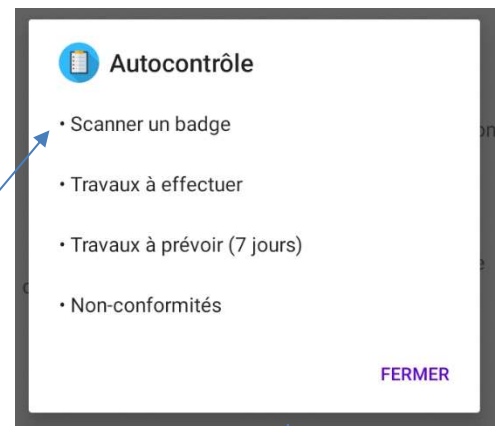 Autocontrôle
• Scanner un badge
• Travaux à effectuer
• Travaux à prévoir (7 jours)
• Non-conformités
FERMER